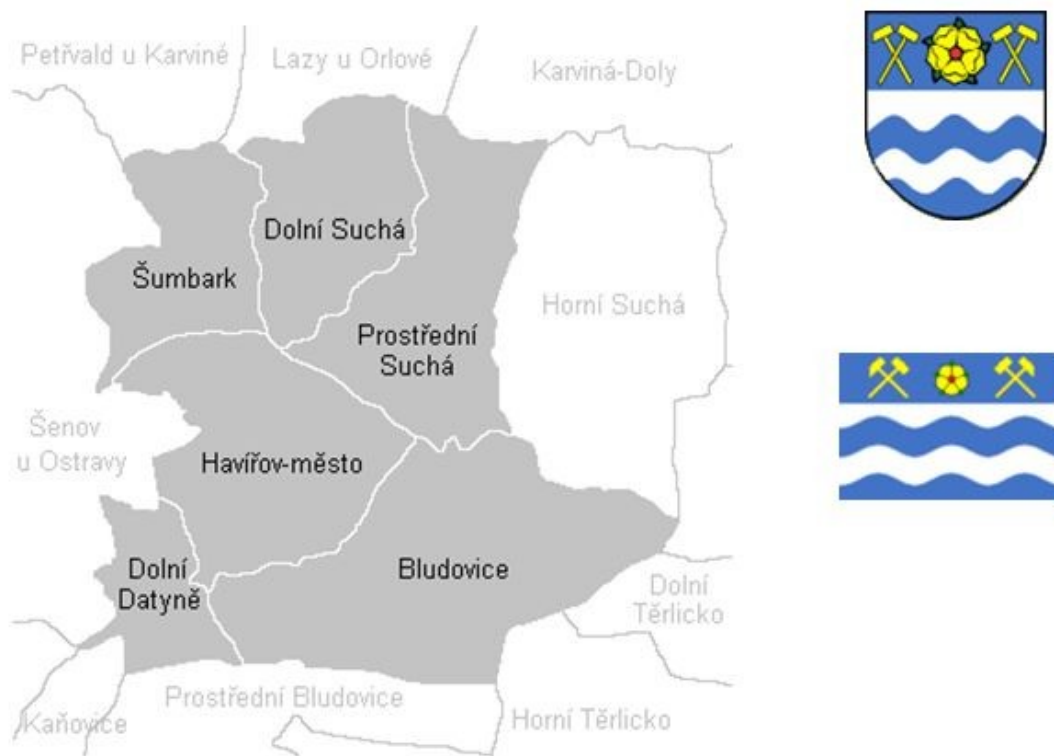 Petřvald u Karviné
Lazy u Orlové
Karviná-Doly
Dolní Suchá
Šumbark
Horní Suchá
Prostřední
Suchá
Šenov
u Ostravy
Havířov-město
Dolní
Datyně
Bludovice
Dolní
Těrlicko
Prostřední Bludovice
Kaňovice
Horní Těrlicko